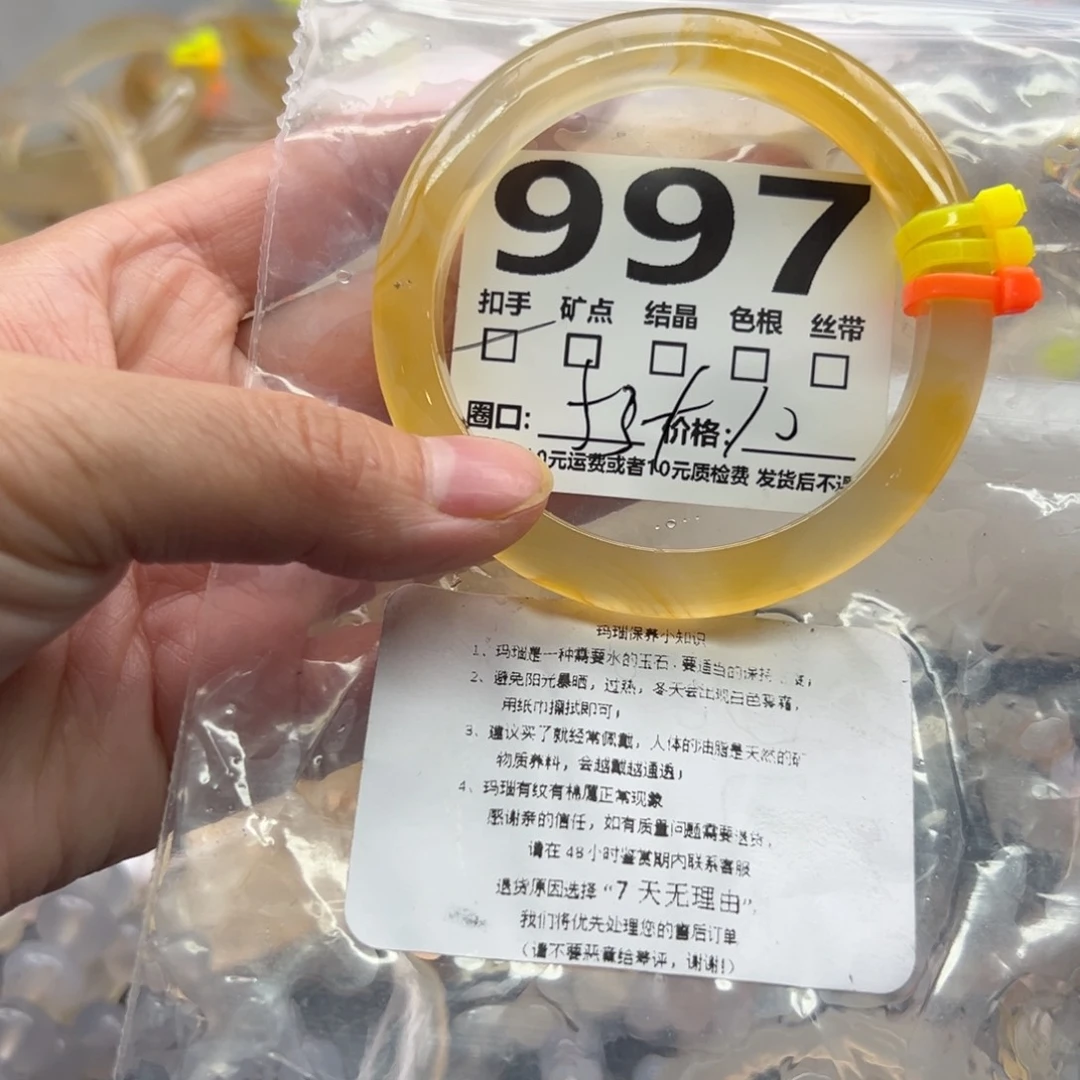 997
扣手 矿点 结晶 色根 丝带
圈口: 价格:
10元运费或者10元质检费 发货后不退
玛瑙保养小知识
1、玛瑙是一种需要水的玉石，要适当的保持
2、避免阳光暴晒，过热，冬天会出现白色雾霜，
用纸巾擦拭即可；
3、建议买了就经常佩戴，人体的油脂是天然的矿
物质养料，会越戴越通透；
4、玛瑙有纹有棉属正常现象
感谢亲的信任，如有质量问题需要退货，
请在48小时鉴赏期内联系客服
退货原因选择“7天无理由”，
我们将优先处理您的售后订单
（请不要恶意给差评，谢谢！）